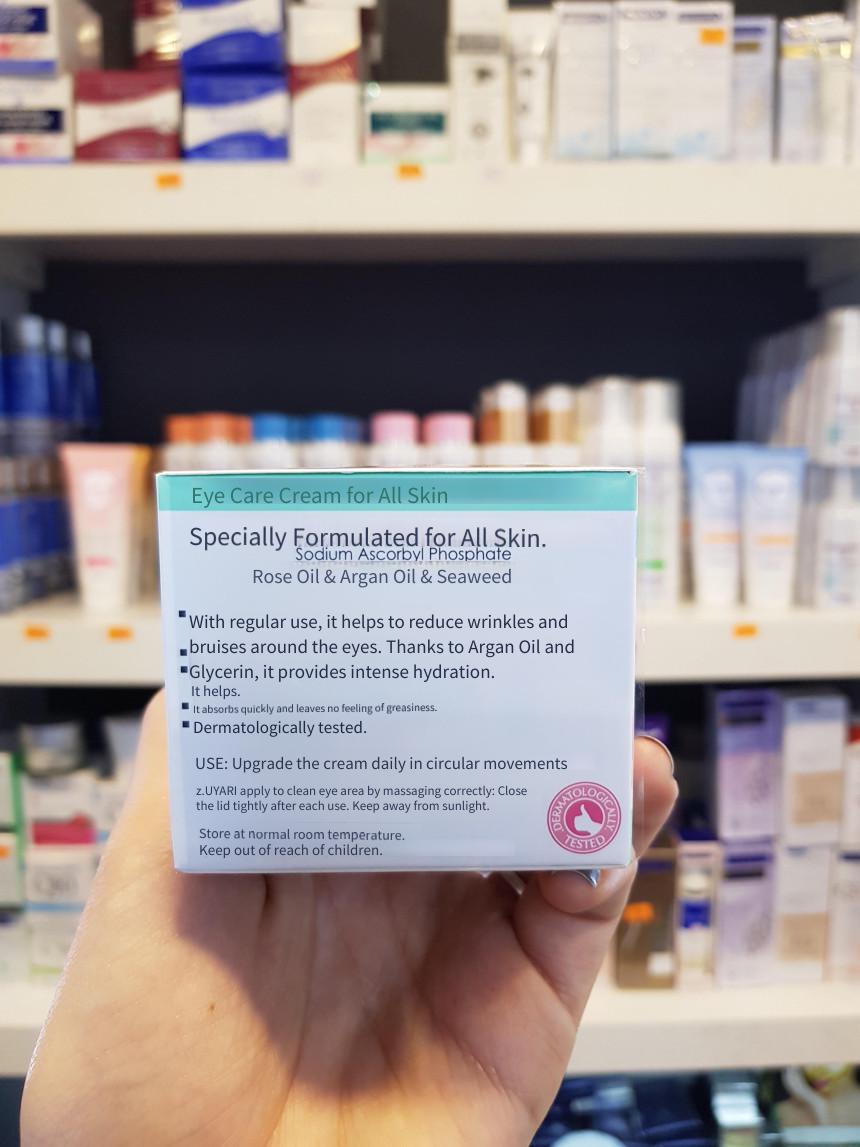 Eye Care Cream for All Skin
Specially Formulated for All Skin.
Sodium Ascorbyl Phosphate
Rose Oil & Argan Oil & Seaweed
With regular use, it helps to reduce wrinkles and
bruises around the eyes. Thanks to Argan Oil and
Glycerin, it provides intense hydration.
It helps.
It absorbs quickly and leaves no feeling of greasiness.
Dermatologically tested.
USE: Upgrade the cream daily in circular movements
z.UYARI apply to clean eye area by massaging correctly: Close
the lid tightly after each use. Keep away from sunlight.
Store at normal room temperature.
Keep out of reach of children.
DERMATOLOGICALLY
TESTED